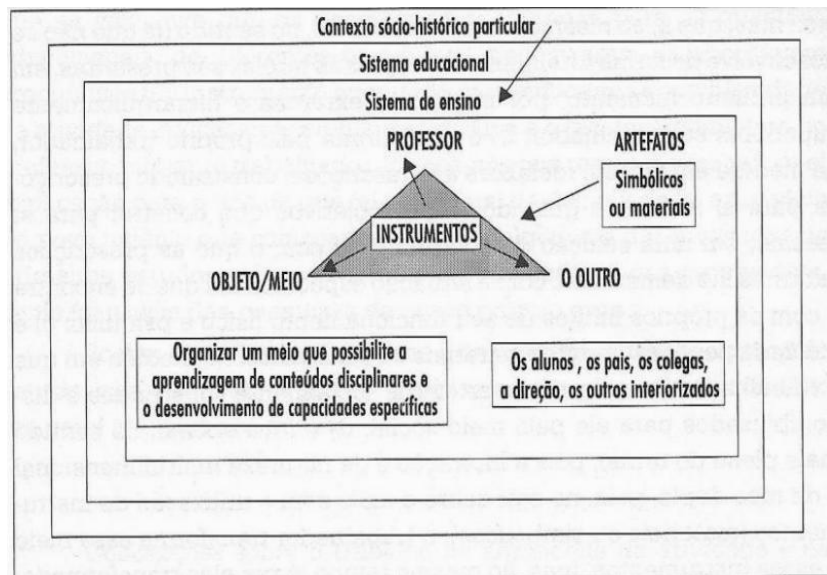 Contexto sócio-histórico particular
Sistema educacional
Sistema de ensino
PROFESSOR
ARTEFATOS
Simbólicos
ou materiais
INSTRUMENTOS
OBJETO/MEIO
O OUTRO
Organizar um meio que possibilite a
aprendizagem de conteúdos disciplinares e
o desenvolvimento de capacidades específicas
Os alunos , os pais, os colegas,
a direção, os outros interiorizados